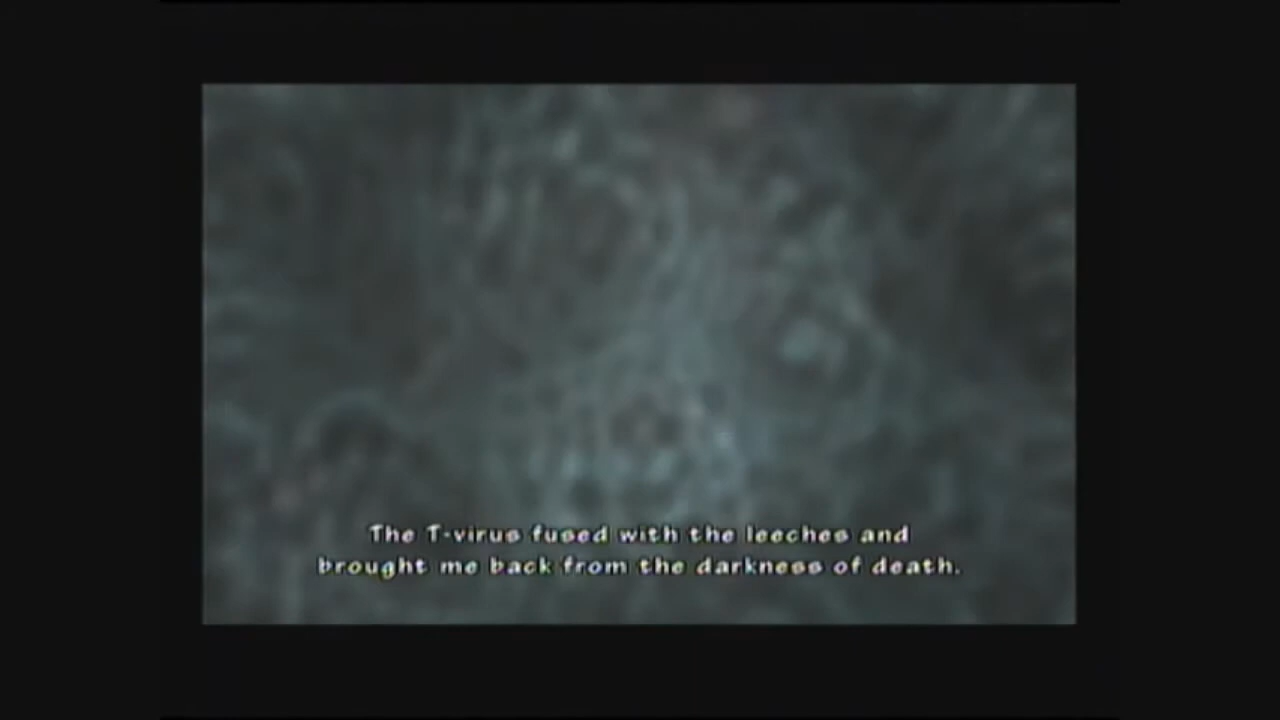 The T-virus fused with the leeches and
brought me back from the darkness of death.